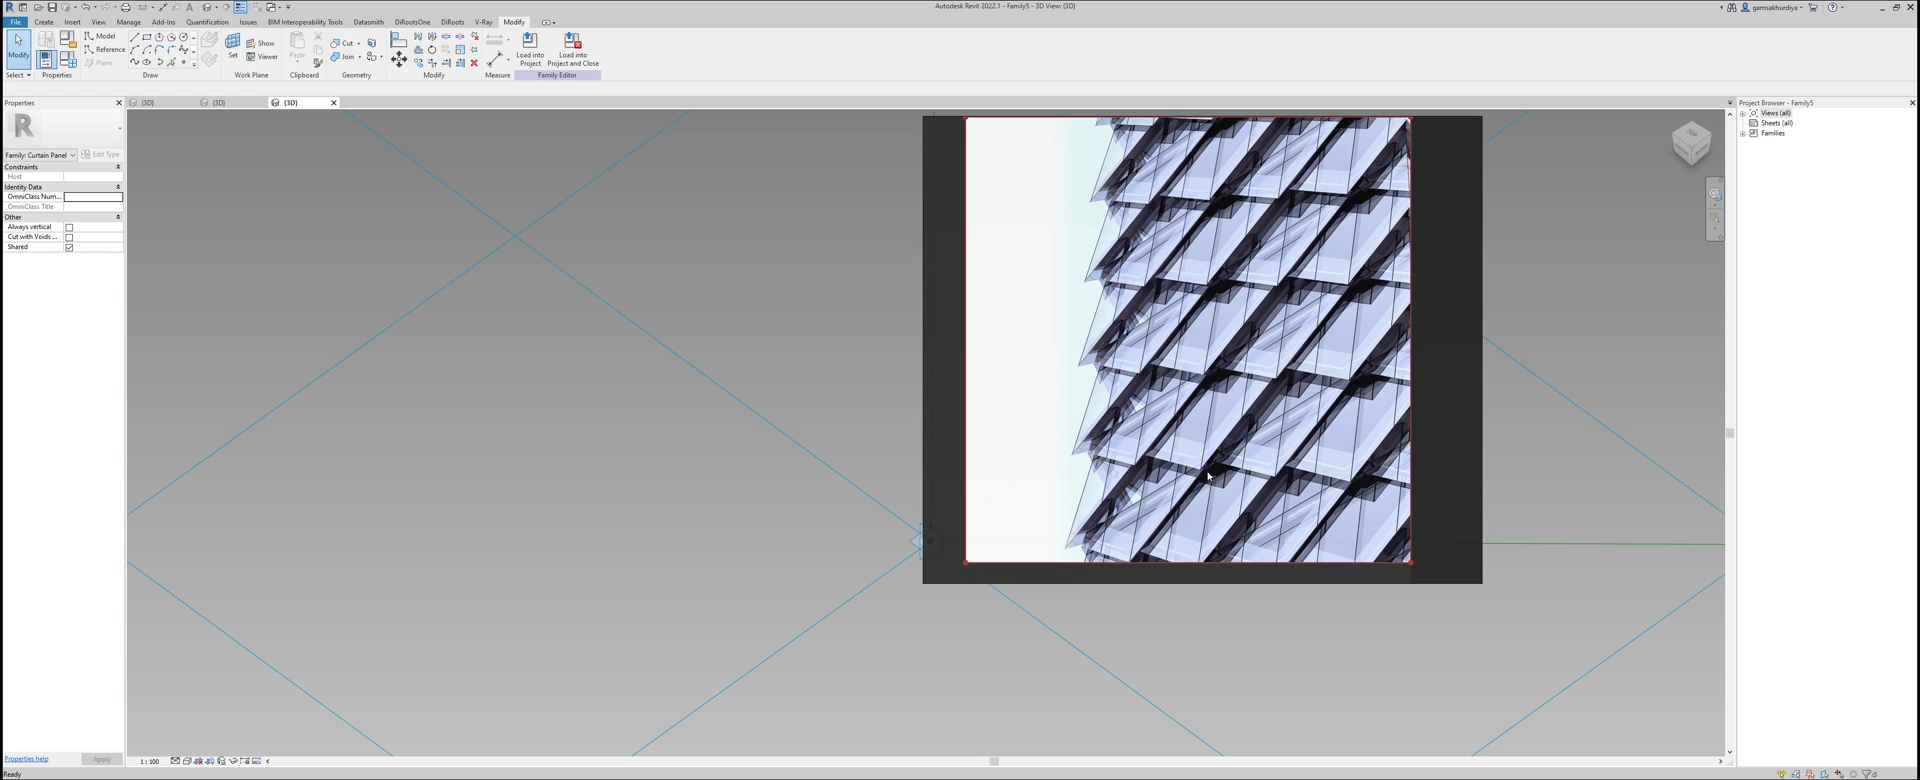 Autodesk Revit 2022.1 - Family5 - 3D View: {3D}
gamsakhurdiya
File Create Insert View Manage Add-Ins Quantification Issues BIM Interoperability Tools Datasmith DiRootsOne DiRoots V-Ray Modify
Modify
Model
Reference
Plane
Set
Show
Viewer
Paste
Cut
Join
Load into
Project
Load into
Project and Close
Select Properties Draw Work Plane Clipboard Geometry Modify Measure Family Editor
Properties
{3D} {3D} {3D}
Project Browser - Family5
Views (all)
Sheets (all)
Families
R
Family: Curtain Panel Edit Type
Constraints
Host
Identity Data
OmniClass Num...
OmniClass Title
Other
Always vertical
Cut with Voids ...
Shared
Properties help Apply
1 : 100
Ready